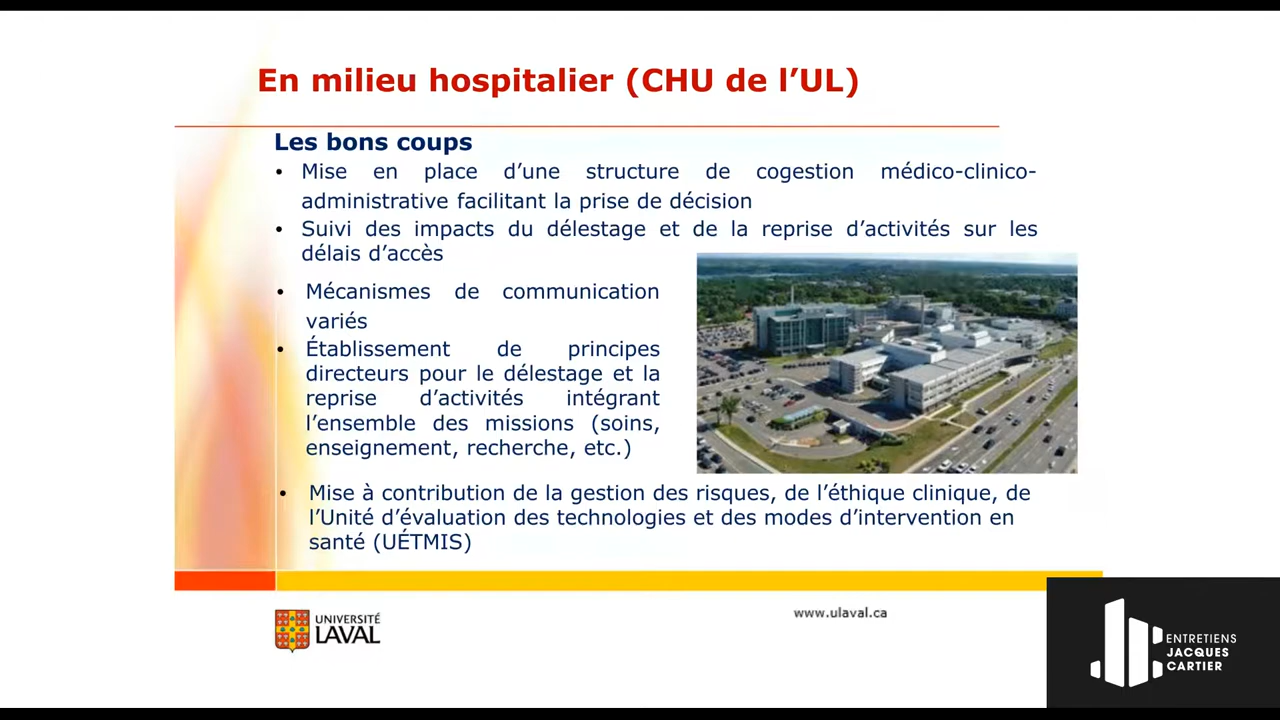 En milieu hospitalier (CHU de l’UL)
Les bons coups
• Mise en place d’une structure de cogestion médico-clinico-
administrative facilitant la prise de décision
• Suivi des impacts du délestage et de la reprise d’activités sur les
délais d’accès
• Mécanismes de communication
variés
• Établissement de principes
directeurs pour le délestage et la
reprise d’activités intégrant
l’ensemble des missions (soins,
enseignement, recherche, etc.)
• Mise à contribution de la gestion des risques, de l’éthique clinique, de
l’Unité d’évaluation des technologies et des modes d’intervention en
santé (UÉTMIS)
UNIVERSITÉ
LAVAL
www.ulaval.ca
ENTRETIENS
JACQUES
CARTIER